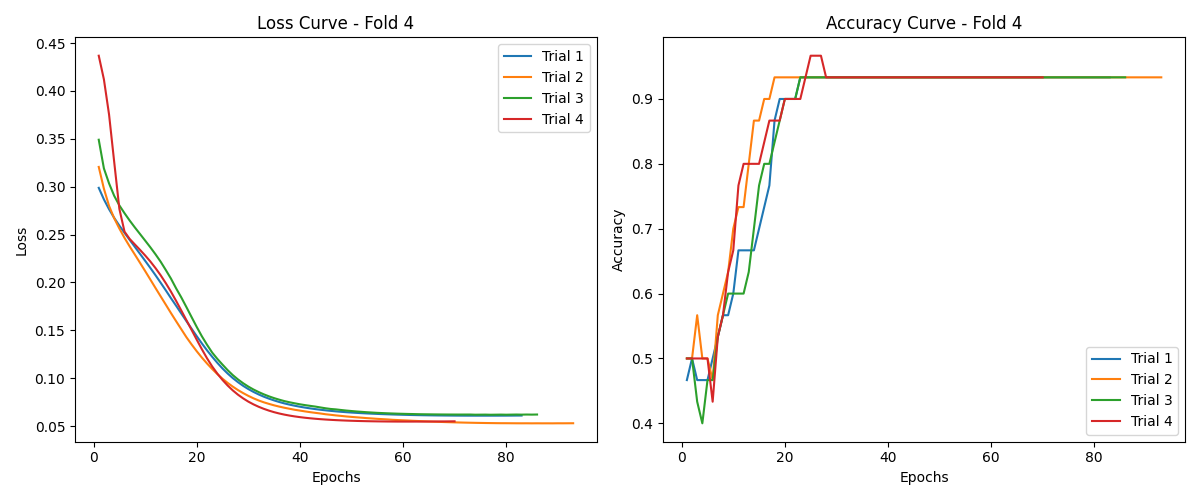 Loss Curve - Fold 4
Loss
0.45
0.40
0.35
0.30
0.25
0.20
0.15
0.10
0.05
0
20
40
60
80
Epochs
Trial 1
Trial 2
Trial 3
Trial 4
Accuracy Curve - Fold 4
Accuracy
0.9
0.8
0.7
0.6
0.5
0.4
0
20
40
60
80
Epochs
Trial 1
Trial 2
Trial 3
Trial 4